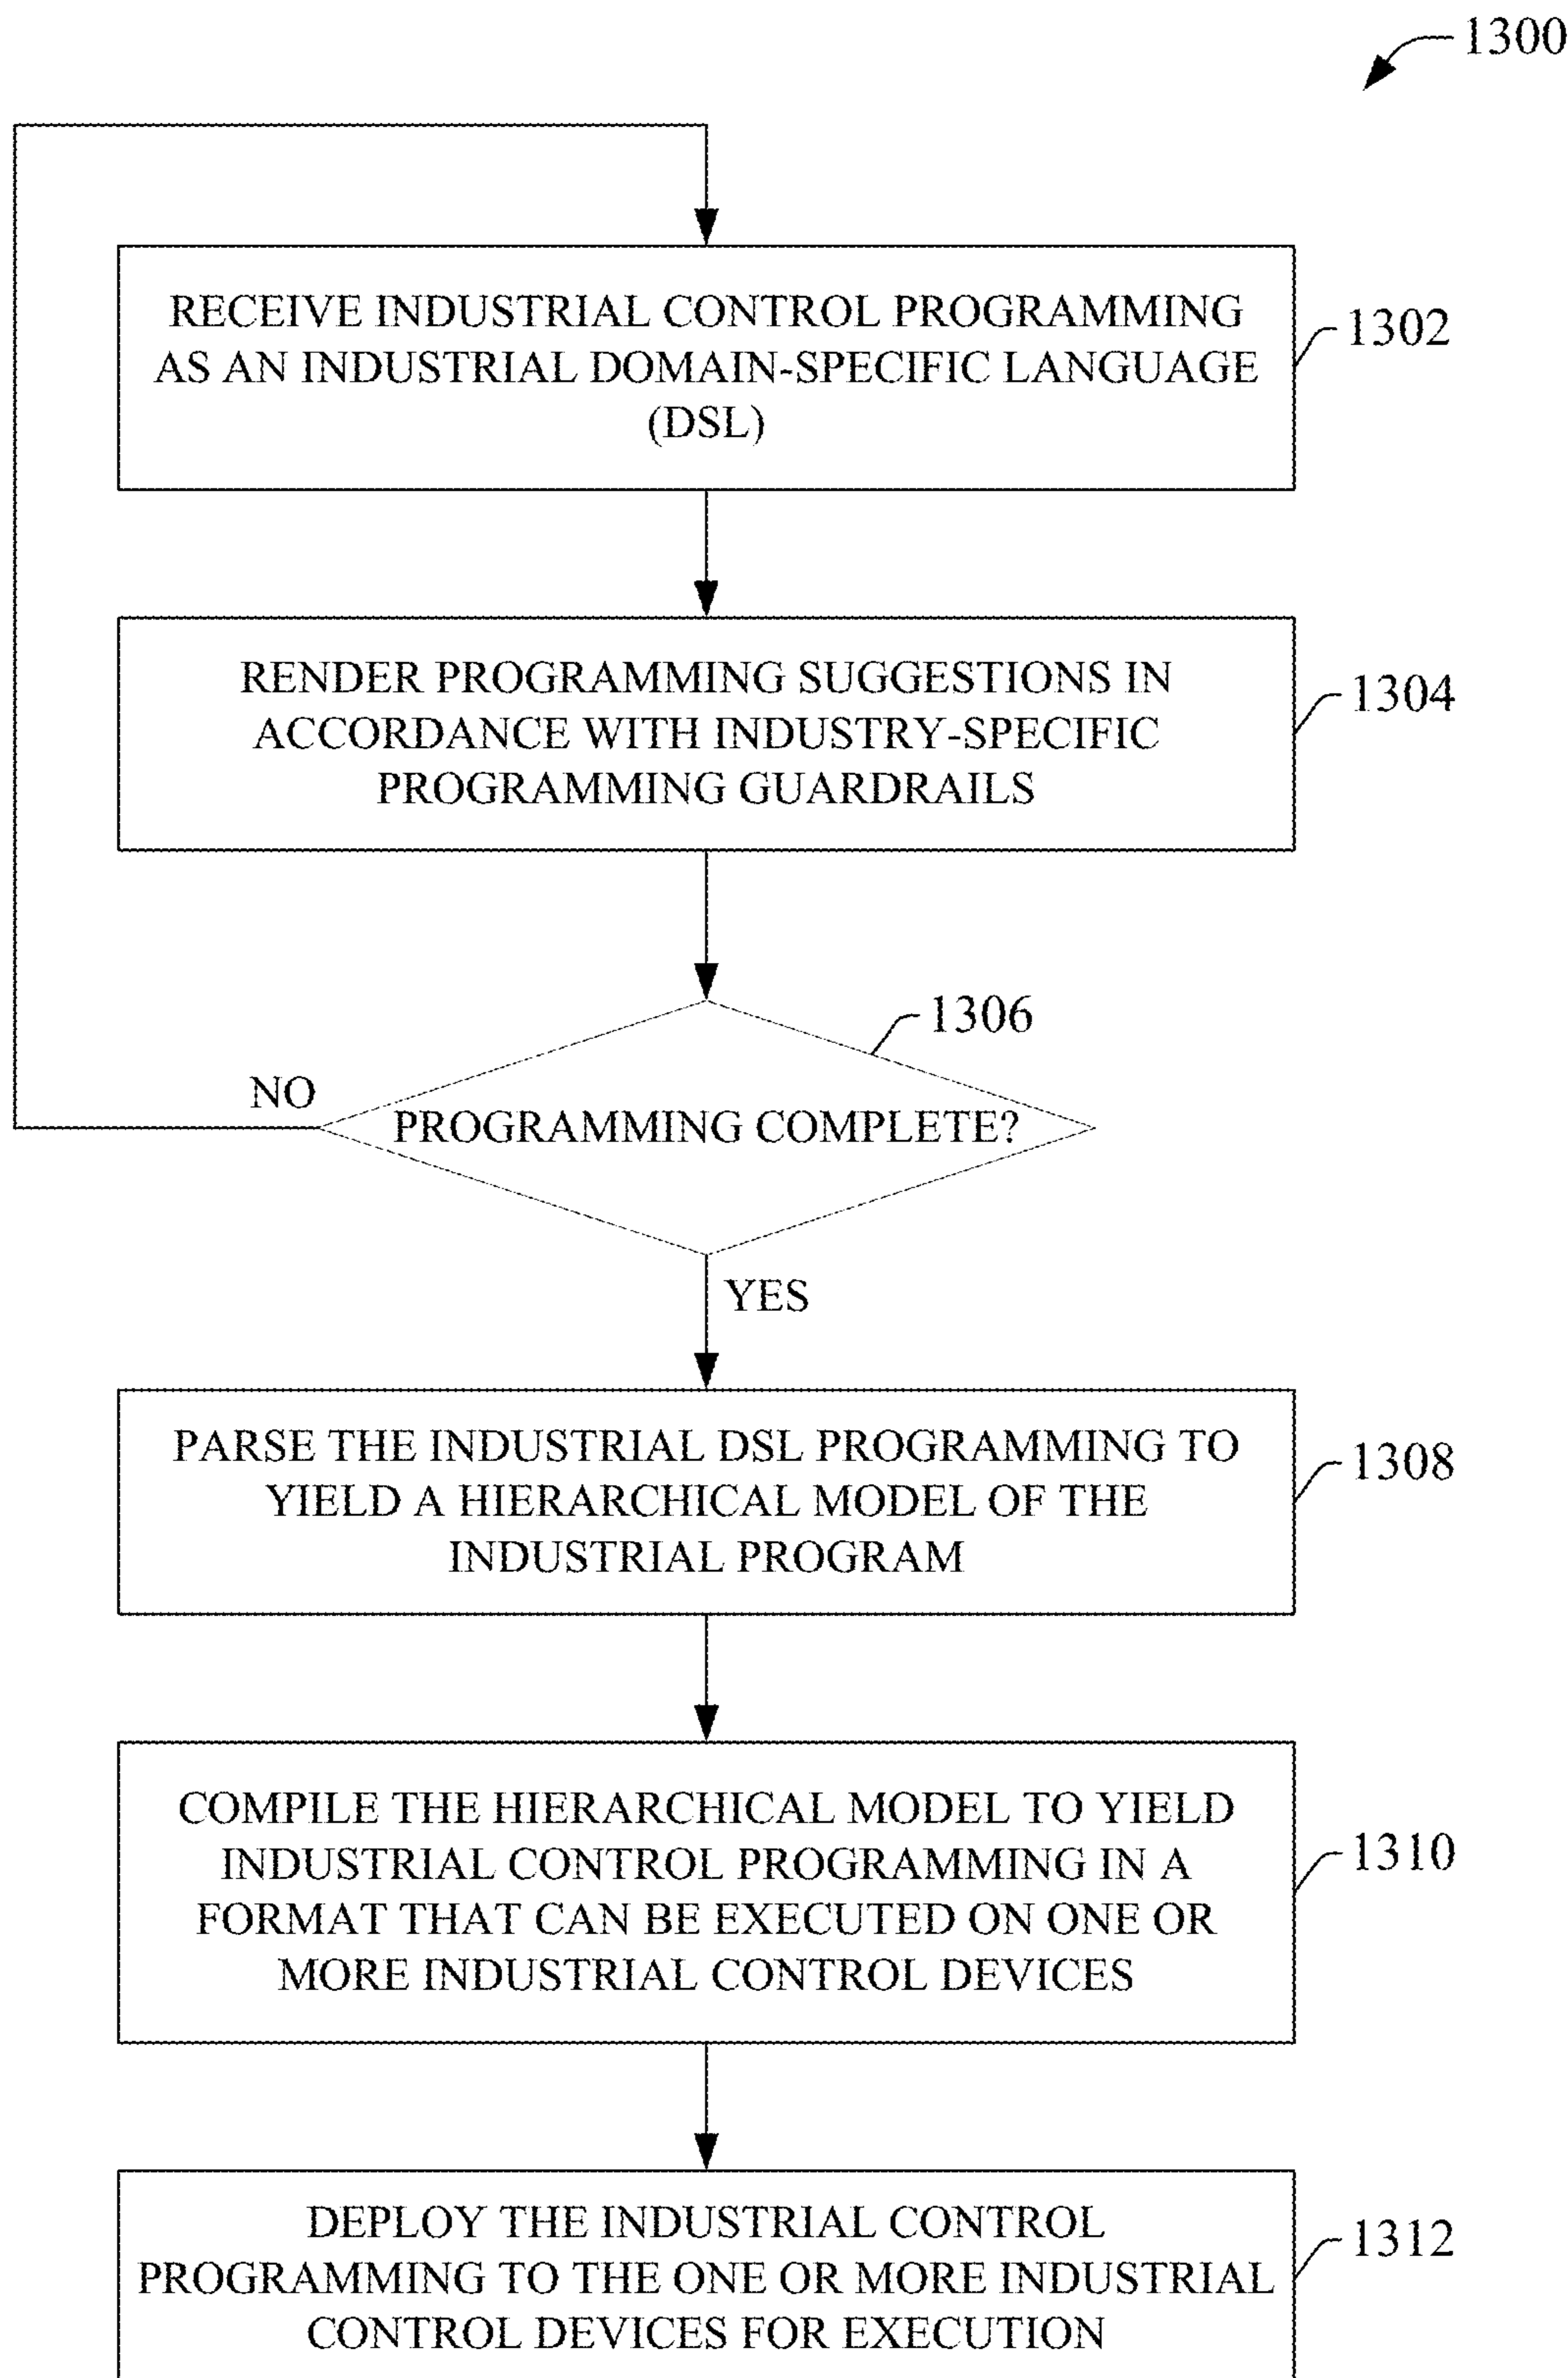 1300
RECEIVE INDUSTRIAL CONTROL PROGRAMMING
AS AN INDUSTRIAL DOMAIN-SPECIFIC LANGUAGE
(DSL)
1302
RENDER PROGRAMMING SUGGESTIONS IN
ACCORDANCE WITH INDUSTRY-SPECIFIC
PROGRAMMING GUARDRAILS
1304
1306
NO
PROGRAMMING COMPLETE?
YES
PARSE THE INDUSTRIAL DSL PROGRAMMING TO
YIELD A HIERARCHICAL MODEL OF THE
INDUSTRIAL PROGRAM
1308
COMPILE THE HIERARCHICAL MODEL TO YIELD
INDUSTRIAL CONTROL PROGRAMMING IN A
FORMAT THAT CAN BE EXECUTED ON ONE OR
MORE INDUSTRIAL CONTROL DEVICES
1310
DEPLOY THE INDUSTRIAL CONTROL
PROGRAMMING TO THE ONE OR MORE INDUSTRIAL
CONTROL DEVICES FOR EXECUTION
1312